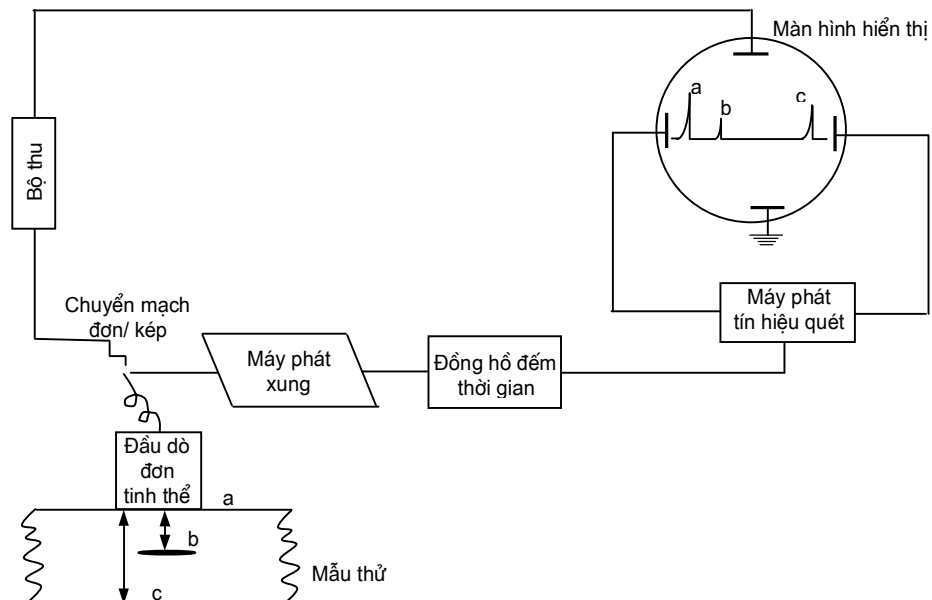 Màn hình hiển thị
a
b
c
Bộ thu
Chuyển mạch
đơn/ kép
Máy phát
xung
Đồng hồ đếm
thời gian
Máy phát
tín hiệu quét
Đầu dò
đơn
tinh thể
a
b
Mẫu thử
c